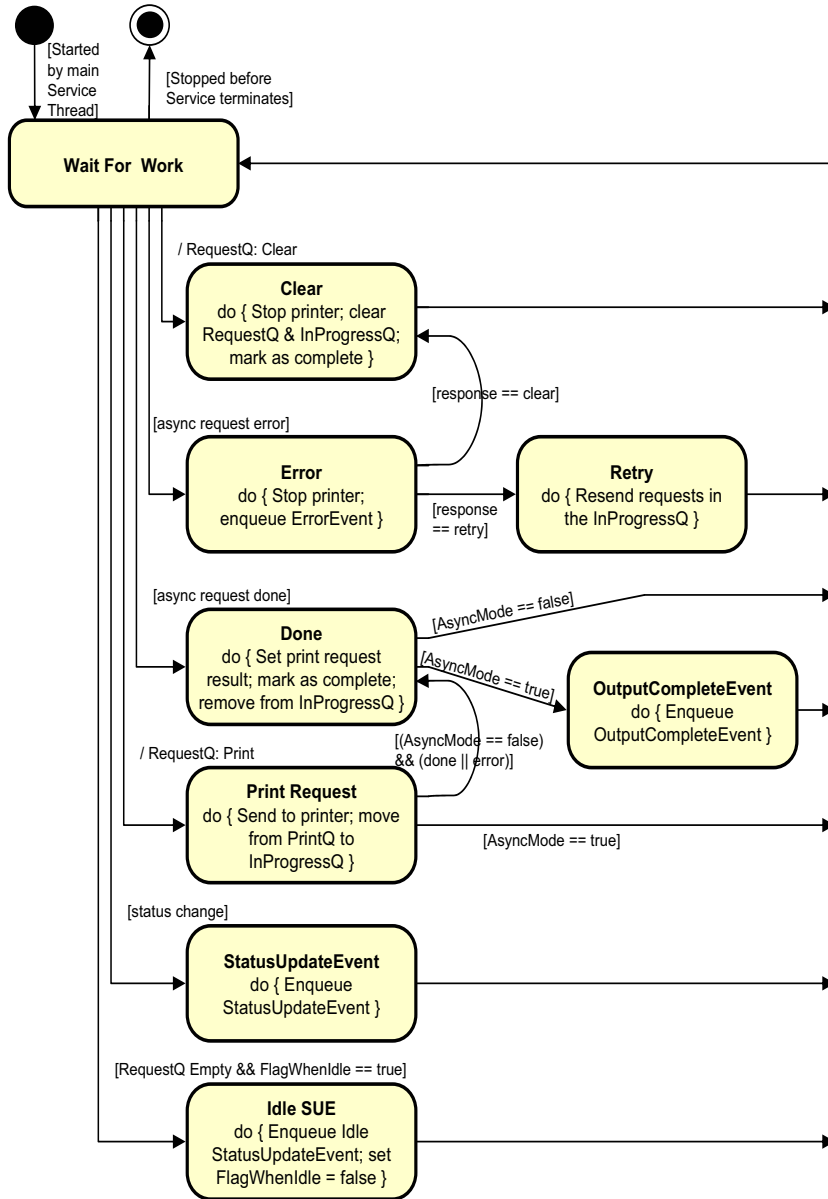 [Started
by main
Service
Thread]
[Stopped before
Service terminates]
Wait For Work
/ RequestQ: Clear
Clear
do { Stop printer; clear
RequestQ & InProgressQ;
mark as complete }
[response == clear]
[async request error]
Error
do { Stop printer;
enqueue ErrorEvent }
[response
== retry]
Retry
do { Resend requests in
the InProgressQ }
[async request done]
Done
do { Set print request
result; mark as complete;
remove from InProgressQ }
[AsyncMode == false]
[AsyncMode == true]
OutputCompleteEvent
do { Enqueue
OutputCompleteEvent }
[(AsyncMode == false)
&& (done || error)]
/ RequestQ: Print
Print Request
do { Send to printer; move
from PrintQ to
InProgressQ }
[AsyncMode == true]
[status change]
StatusUpdateEvent
do { Enqueue
StatusUpdateEvent }
[RequestQ Empty && FlagWhenIdle == true]
Idle SUE
do { Enqueue Idle
StatusUpdateEvent; set
FlagWhenIdle = false }